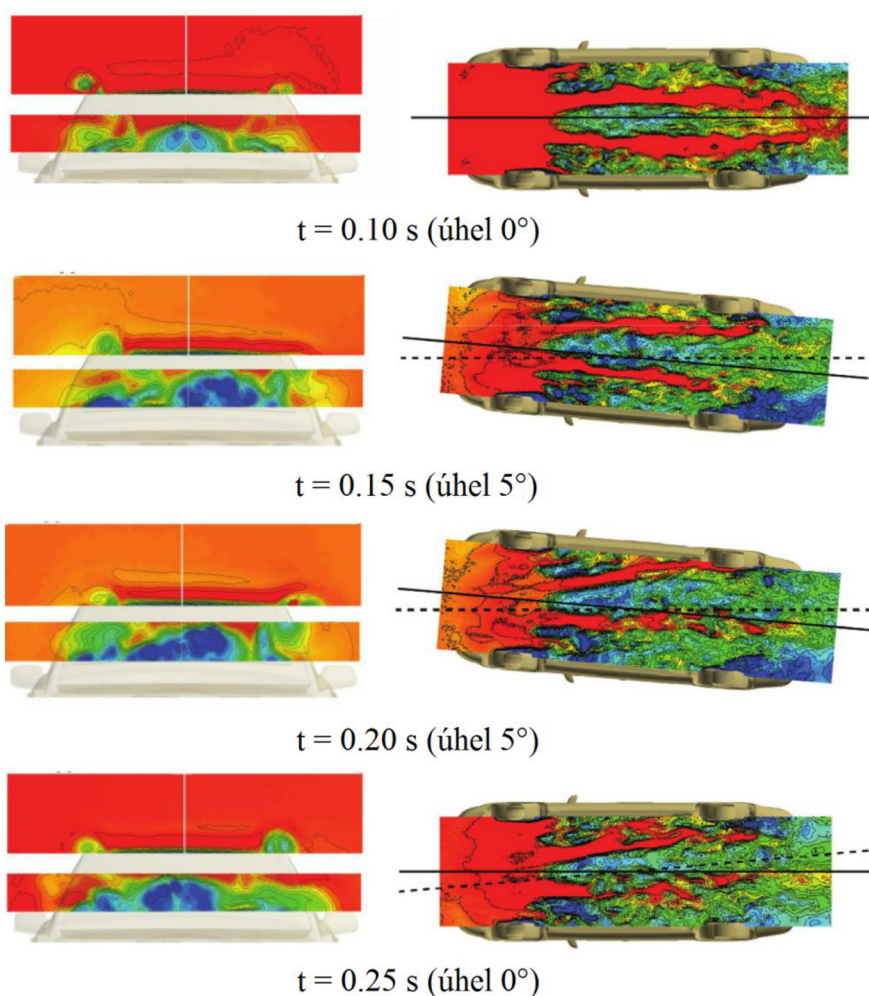 t = 0.10 s (úhel 0°)
t = 0.15 s (úhel 5°)
t = 0.20 s (úhel 5°)
t = 0.25 s (úhel 0°)